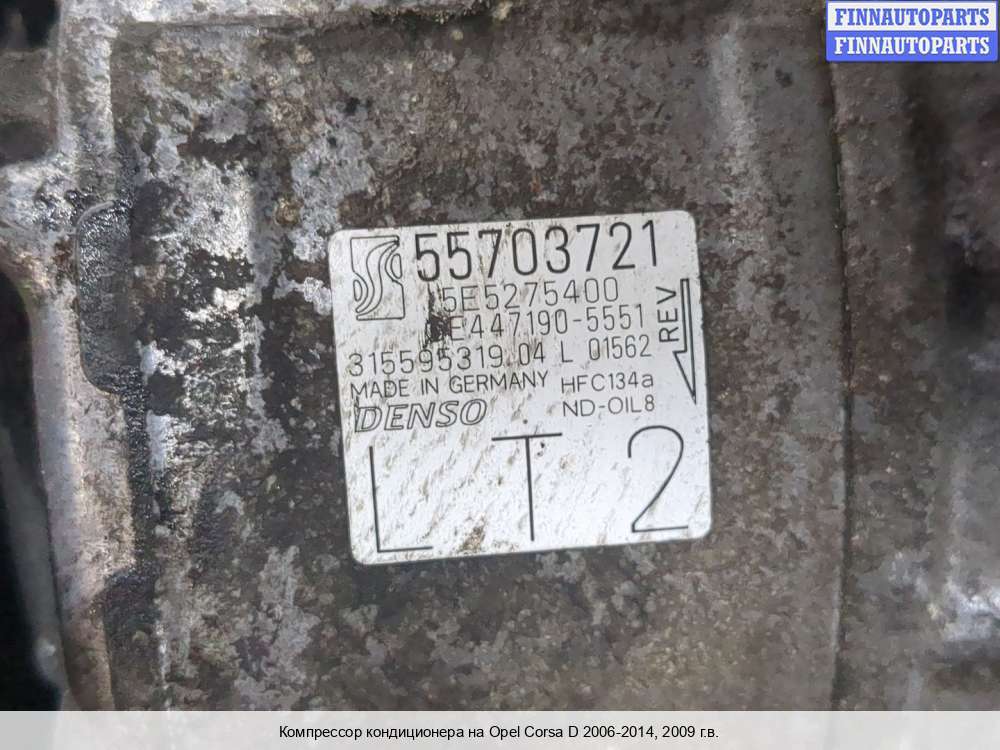 FINNAUTOPARTS
FINNAUTOPARTS
55703721
5E5275400
E447190-5551
REV
315595319 04 L 01562
MADE IN GERMANY HFC134a
DENSO ND-OIL8
LT2
Компрессор кондиционера на Opel Corsa D 2006-2014, 2009 г.в.